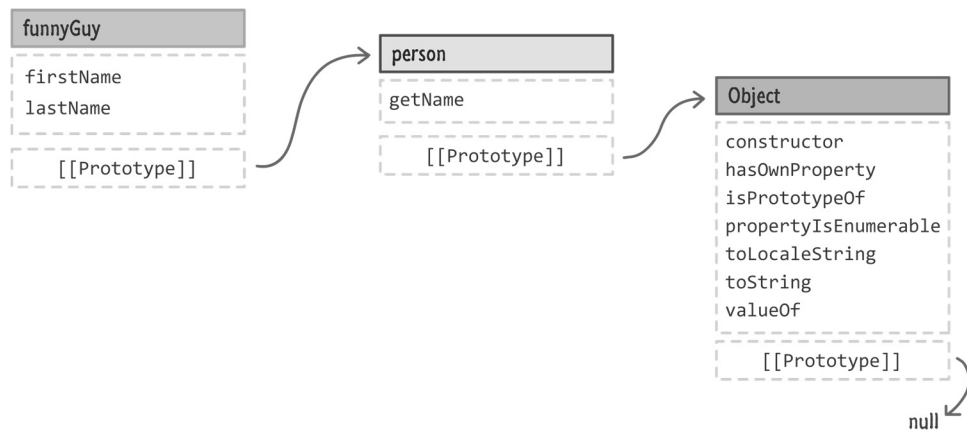 funnyGuy
firstName
lastName
[[Prototype]]
person
getName
[[Prototype]]
Object
constructor
hasOwnProperty
isPrototypeOf
propertyIsEnumerable
toLocaleString
toString
valueOf
[[Prototype]]
null